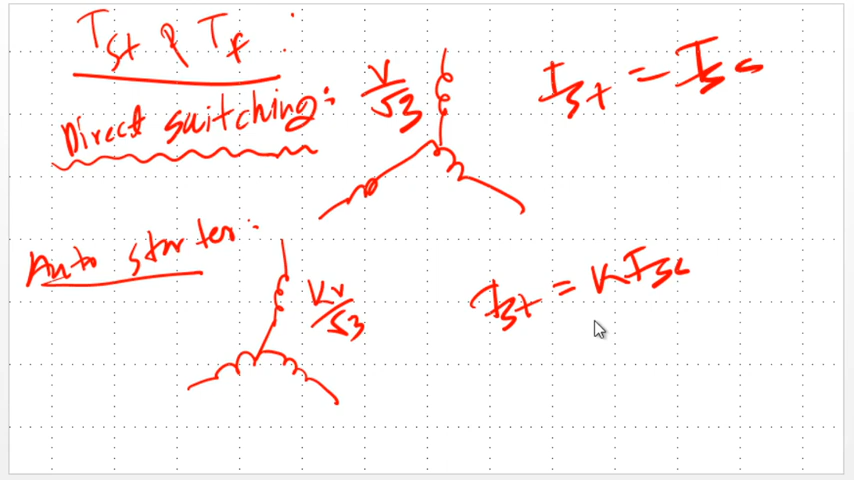 Tst & Tf :
Direct switching:
V/√3
Ist = Isc
Auto starter:
KV/√3
Ist = KIsc